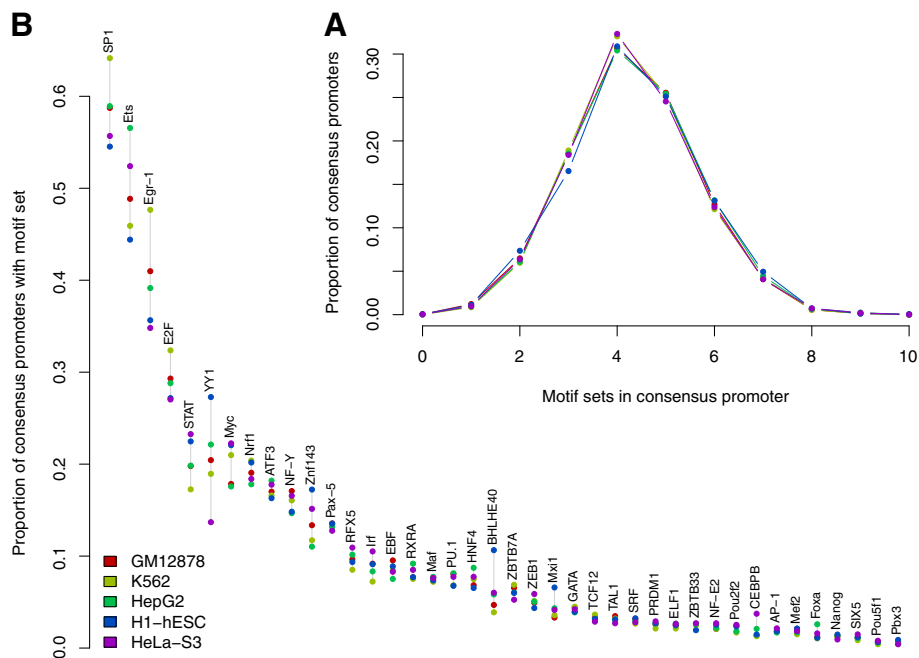 B
A
Proportion of consensus promoters with motif set
0.0
0.1
0.2
0.3
0.4
0.5
0.6
SP1
Ets
Egr-1
E2F
STAT
YY1
Myc
Nrf1
ATF3
NF-Y
Znf143
Pax-5
RFX5
Irf
EBF
RXRA
Maf
PU.1
HNF4
BHLHE40
ZBTB7A
ZEB1
Mxi1
GATA
TCF12
TAL1
SRF
PRDM1
ELF1
ZBTB33
NF-E2
Pou2f2
CEBPB
AP-1
Mef2
Foxa
Nanog
SIX5
Pou5f1
Pbx3
GM12878
K562
HepG2
H1-hESC
HeLa-S3
Proportion of consensus promoters
0.00
0.10
0.20
0.30
0 2 4 6 8 10
Motif sets in consensus promoter